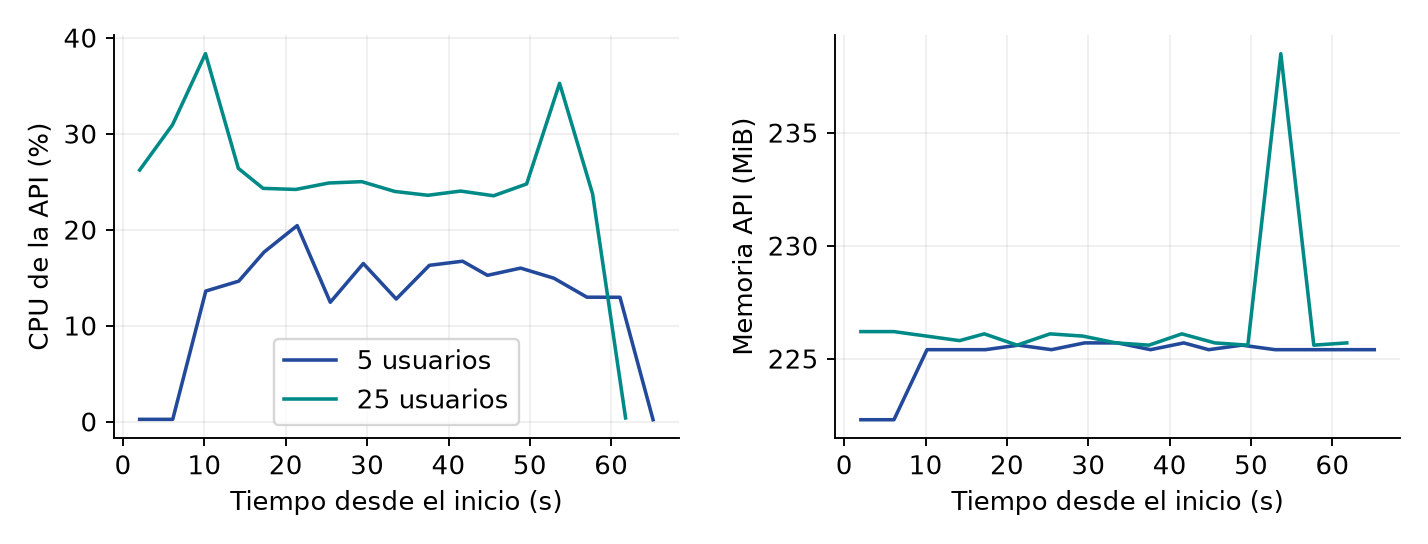 CPU de la API (%)
40
30
20
10
0
5 usuarios
25 usuarios
0 10 20 30 40 50 60
Tiempo desde el inicio (s)
Memoria API (MiB)
235
230
225
0 10 20 30 40 50 60
Tiempo desde el inicio (s)